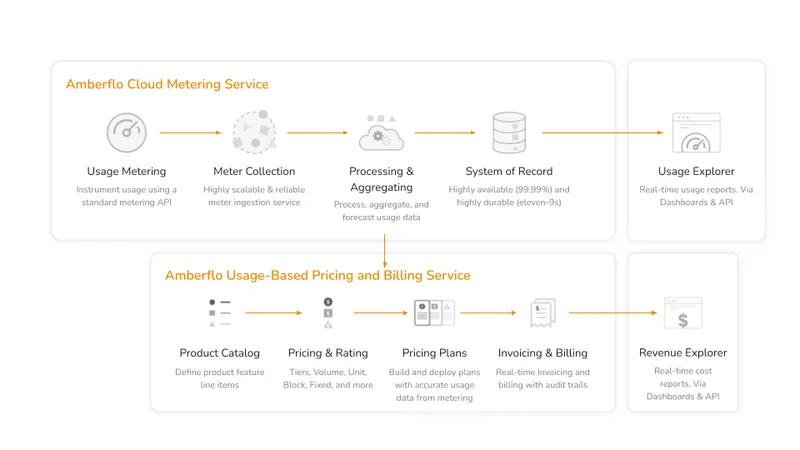 Amberflo Cloud Metering Service
Usage Metering
Instrument usage using a
standard metering API
Meter Collection
Highly scalable & reliable
meter ingestion service
Processing &
Aggregating
Process, aggregate, and
forecast usage data
System of Record
Highly available (99.99%) and
highly durable (eleven-9s)
Usage Explorer
Real-time usage reports. Via
Dashboards & API
Amberflo Usage-Based Pricing and Billing Service
Product Catalog
Define product feature
line items
Pricing & Rating
Tiers, Volume, Unit,
Block, Fixed, and more
Pricing Plans
Build and deploy plans
with accurate usage
data from metering
Invoicing & Billing
Real-time Invoicing and
billing with audit trails
Revenue Explorer
Real-time cost
reports. Via
Dashboards & API